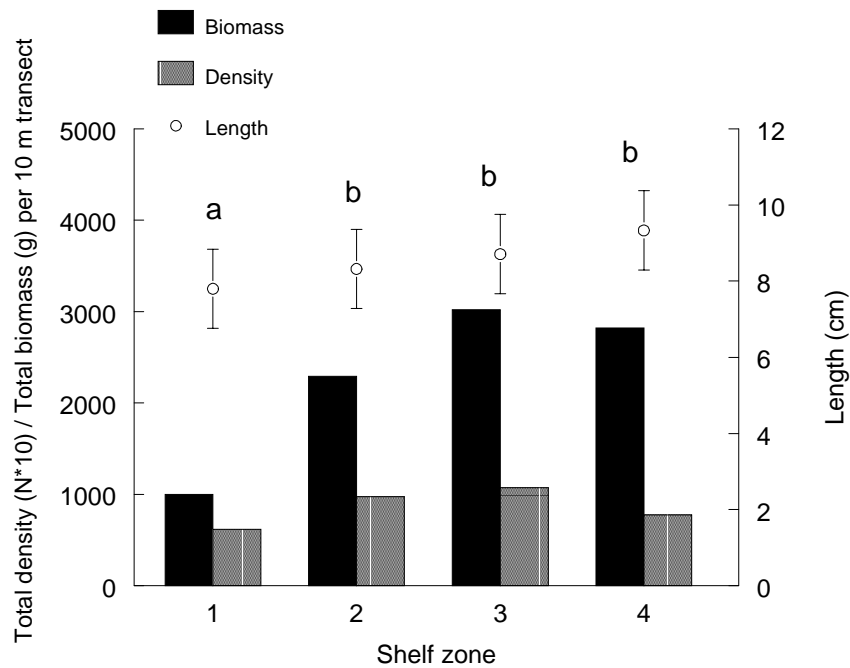 Biomass
Density
Length
Total density (N*10) / Total biomass (g) per 10 m transect
5000
4000
3000
2000
1000
0
a
b
b
b
12
10
8
6
4
2
0
Length (cm)
1
2
3
4
Shelf zone